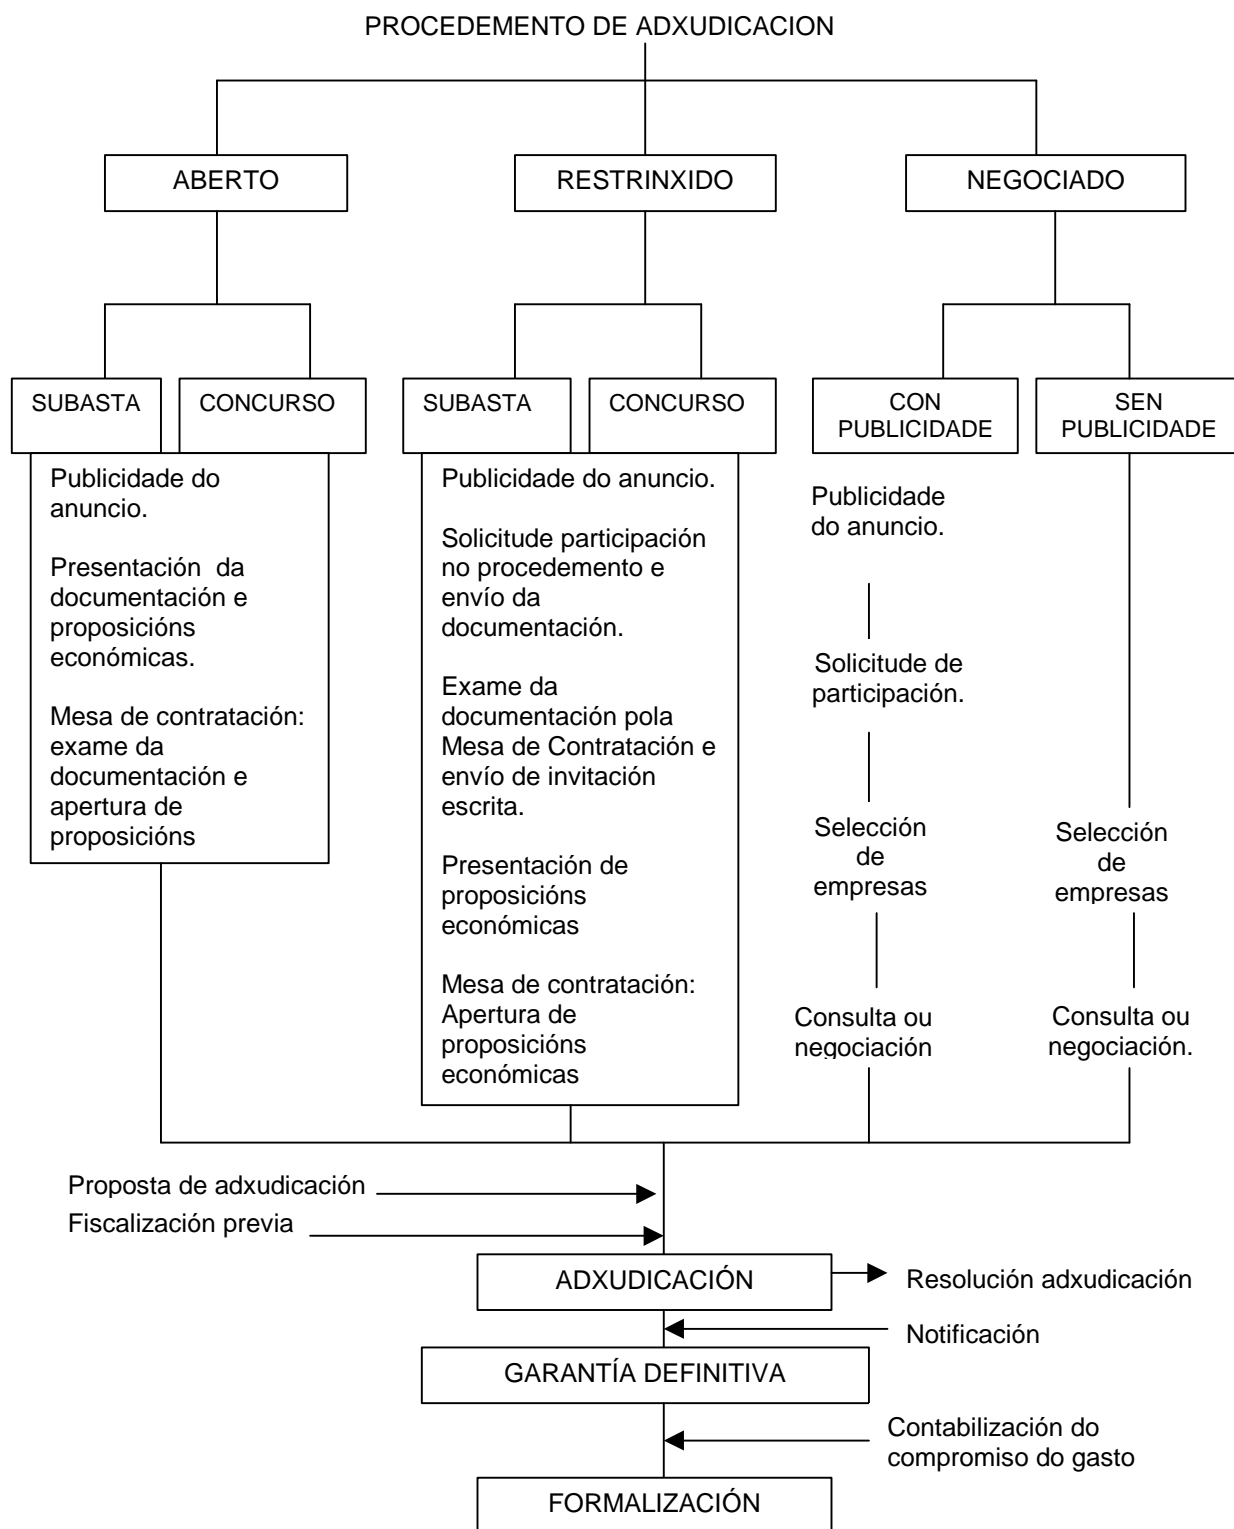 PROCEDEMENTO DE ADXUDICACION
ABERTO
RESTRINXIDO
NEGOCIADO
SUBASTA
CONCURSO
SUBASTA
CONCURSO
CON
PUBLICIDADE
SEN
PUBLICIDADE
Publicidade do
anuncio.
Presentación da
documentación e
proposicións
económicas.
Mesa de contratación:
exame da
documentación e
apertura de
proposicións
Publicidade do anuncio.
Solicitude participación
no procedemento e
envío da
documentación.
Exame da
documentación pola
Mesa de Contratación e
envío de invitación
escrita.
Presentación de
proposicións
económicas
Mesa de contratación:
Apertura de
proposicións
económicas
Publicidade
do anuncio.
Solicitude de
participación.
Selección
de
empresas
Consulta ou
negociación
Selección
de
empresas
Consulta ou
negociación.
Proposta de adxudicación
Fiscalización previa
ADXUDICACIÓN
Resolución adxudicación
Notificación
GARANTÍA DEFINITIVA
Contabilización do
compromiso do gasto
FORMALIZACIÓN